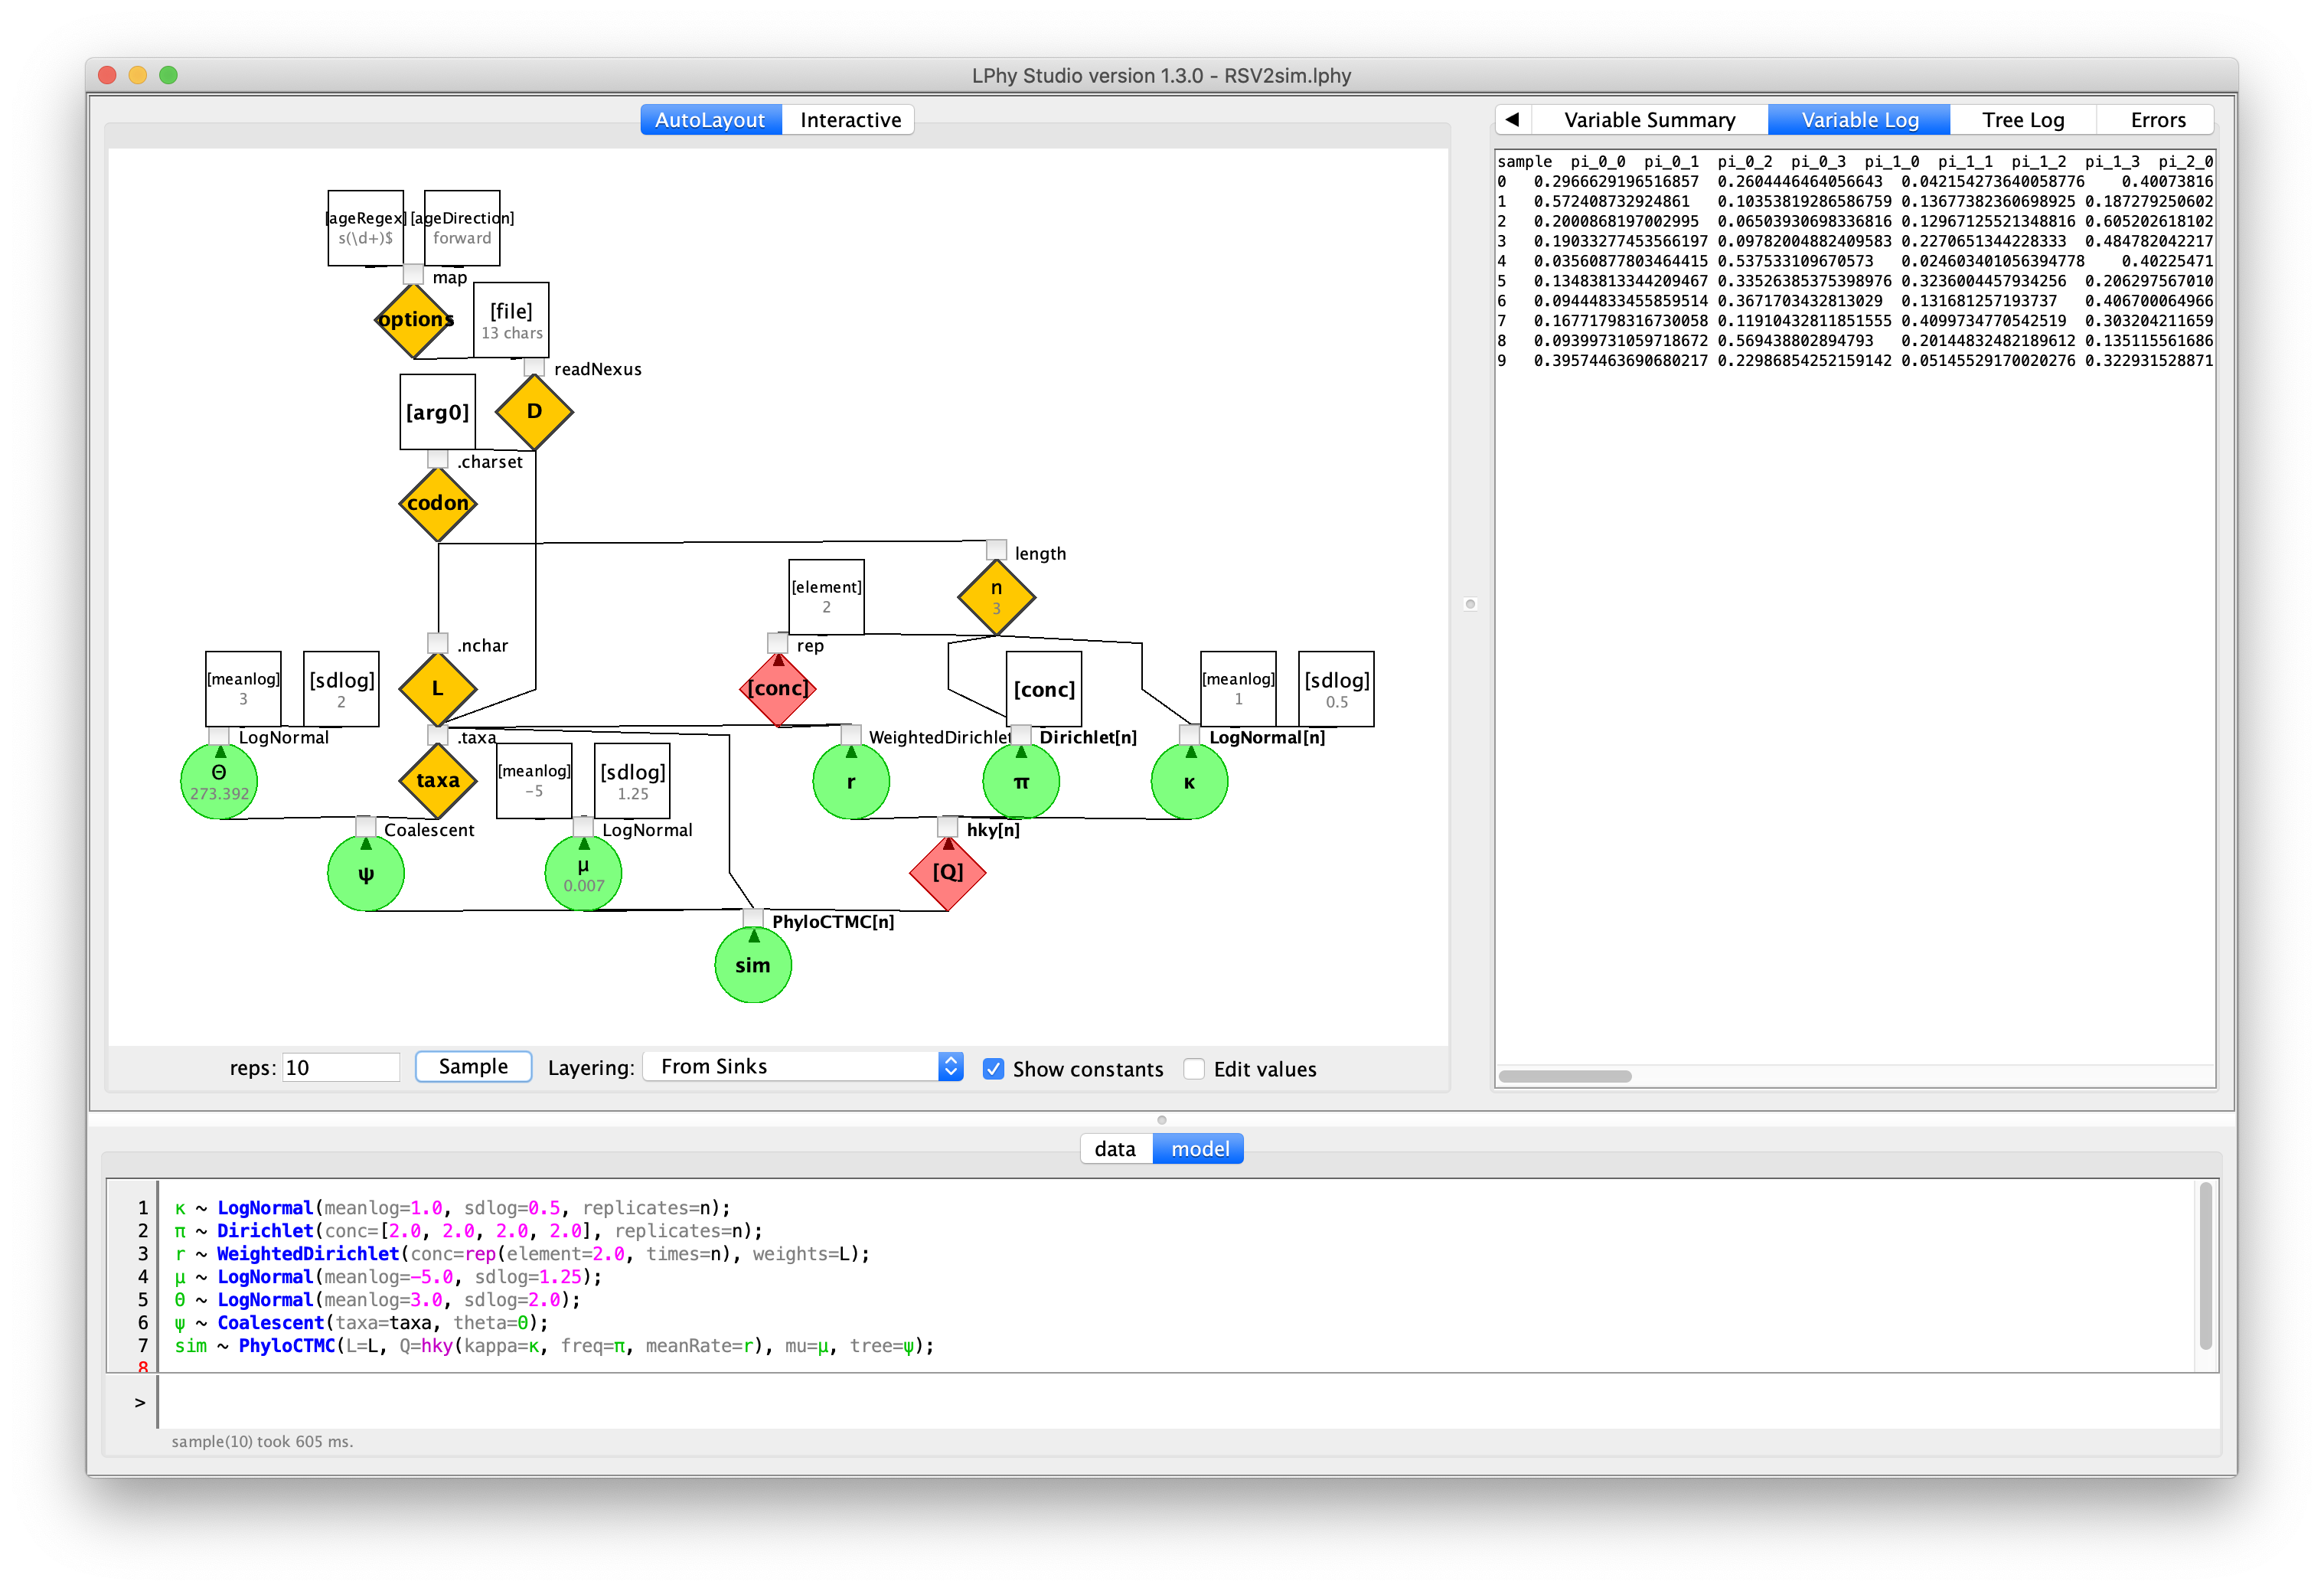 LPhy Studio version 1.3.0 - RSV2sim.lphy
AutoLayout Interactive
◀ Variable Summary Variable Log Tree Log Errors
[ageRegex]
s(\d+)$
[ageDirection]
forward
map
options
[file]
13 chars
readNexus
[arg0]
D
.charset
codon
length
[element]
2
n
3
.nchar
rep
[meanlog]
3
[sdlog]
2
L
[conc]
[conc]
[meanlog]
1
[sdlog]
0.5
LogNormal
.taxa
WeightedDirichlet
Dirichlet[n]
LogNormal[n]
Θ
273.392
taxa
[meanlog]
-5
[sdlog]
1.25
r
π
κ
Coalescent
LogNormal
hky[n]
ψ
μ
0.007
[Q]
PhyloCTMC[n]
sim
reps: 10 Sample Layering: From Sinks Show constants Edit values
sample pi_0_0 pi_0_1 pi_0_2 pi_0_3 pi_1_0 pi_1_1 pi_1_2 pi_1_3 pi_2_0
0 0.2966629196516857 0.2604446464056643 0.042154273640058776 0.40073816
1 0.572408732924861 0.10353819286586759 0.13677382360698925 0.187279250602
2 0.2000868197002995 0.06503930698336816 0.12967125521348816 0.605202618102
3 0.19033277453566197 0.09782004882409583 0.2270651344228333 0.484782042217
4 0.03560877803464415 0.537533109670573 0.024603401056394778 0.40225471
5 0.13483813344209467 0.33526385375398976 0.3236004457934256 0.206297567010
6 0.09444833455859514 0.3671703432813029 0.131681257193737 0.406700064966
7 0.16771798316730058 0.11910432811851555 0.4099734770542519 0.303204211659
8 0.09399731059718672 0.569438802894793 0.20144832482189612 0.135115561686
9 0.39574463690680217 0.22986854252159142 0.05145529170020276 0.322931528871
data model
1 κ ~ LogNormal(meanlog=1.0, sdlog=0.5, replicates=n);
2 π ~ Dirichlet(conc=[2.0, 2.0, 2.0, 2.0], replicates=n);
3 r ~ WeightedDirichlet(conc=rep(element=2.0, times=n), weights=L);
4 μ ~ LogNormal(meanlog=-5.0, sdlog=1.25);
5 Θ ~ LogNormal(meanlog=3.0, sdlog=2.0);
6 ψ ~ Coalescent(taxa=taxa, theta=Θ);
7 sim ~ PhyloCTMC(L=L, Q=hky(kappa=κ, freq=π, meanRate=r), mu=μ, tree=ψ);
8
>
sample(10) took 605 ms.